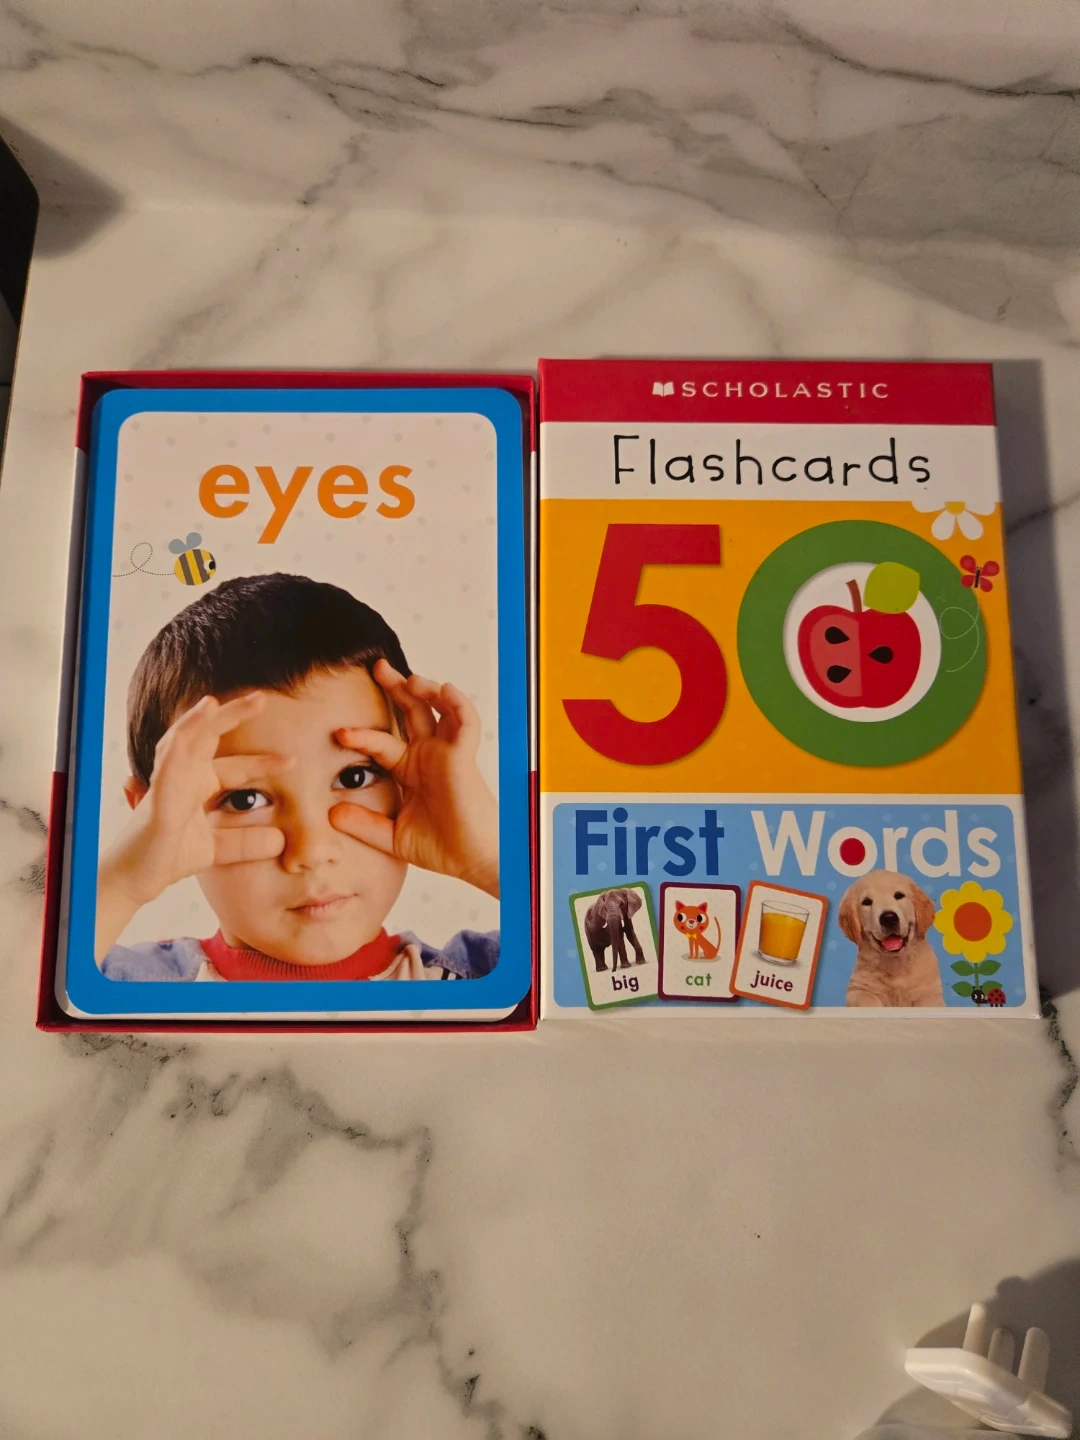 eyes
SCHOLASTIC
Flashcards
50
First Words
big
cat
juice